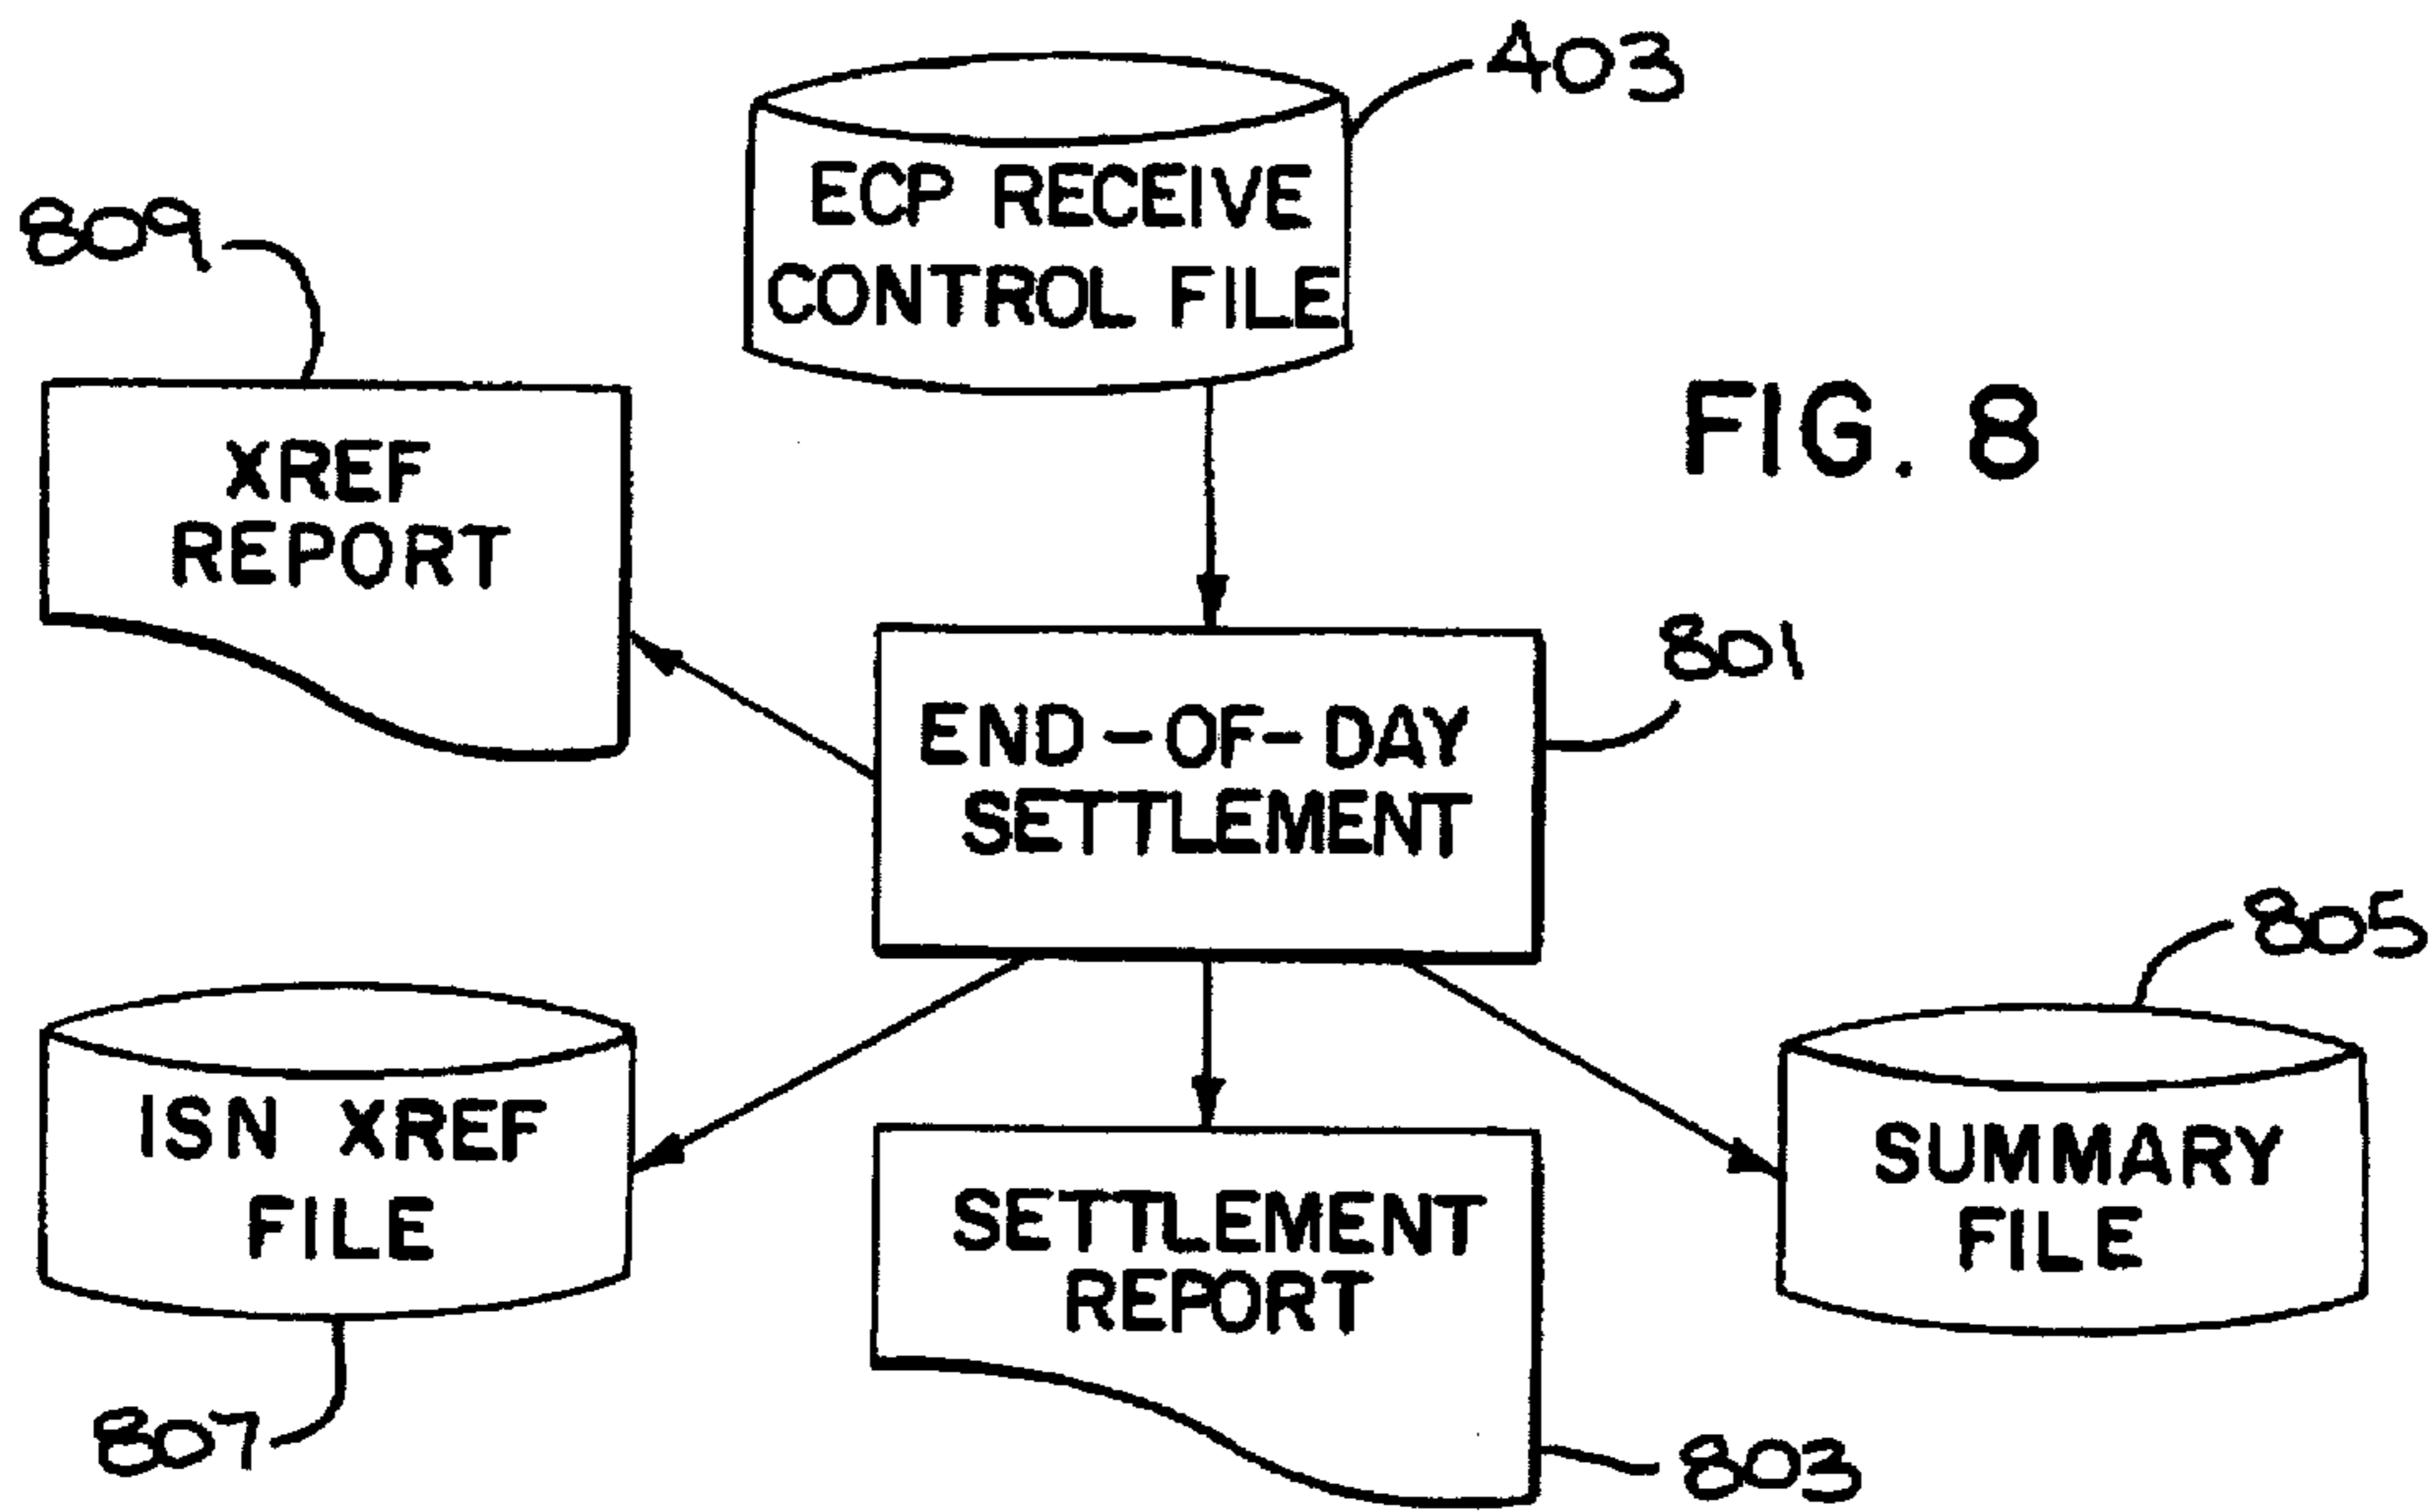 403
ECP RECEIVE
CONTROL FILE
809
XREF
REPORT
FIG. 8
801
END-OF-DAY
SETTLEMENT
805
ISN XREF
FILE
SUMMARY
FILE
SETTLEMENT
REPORT
807
803